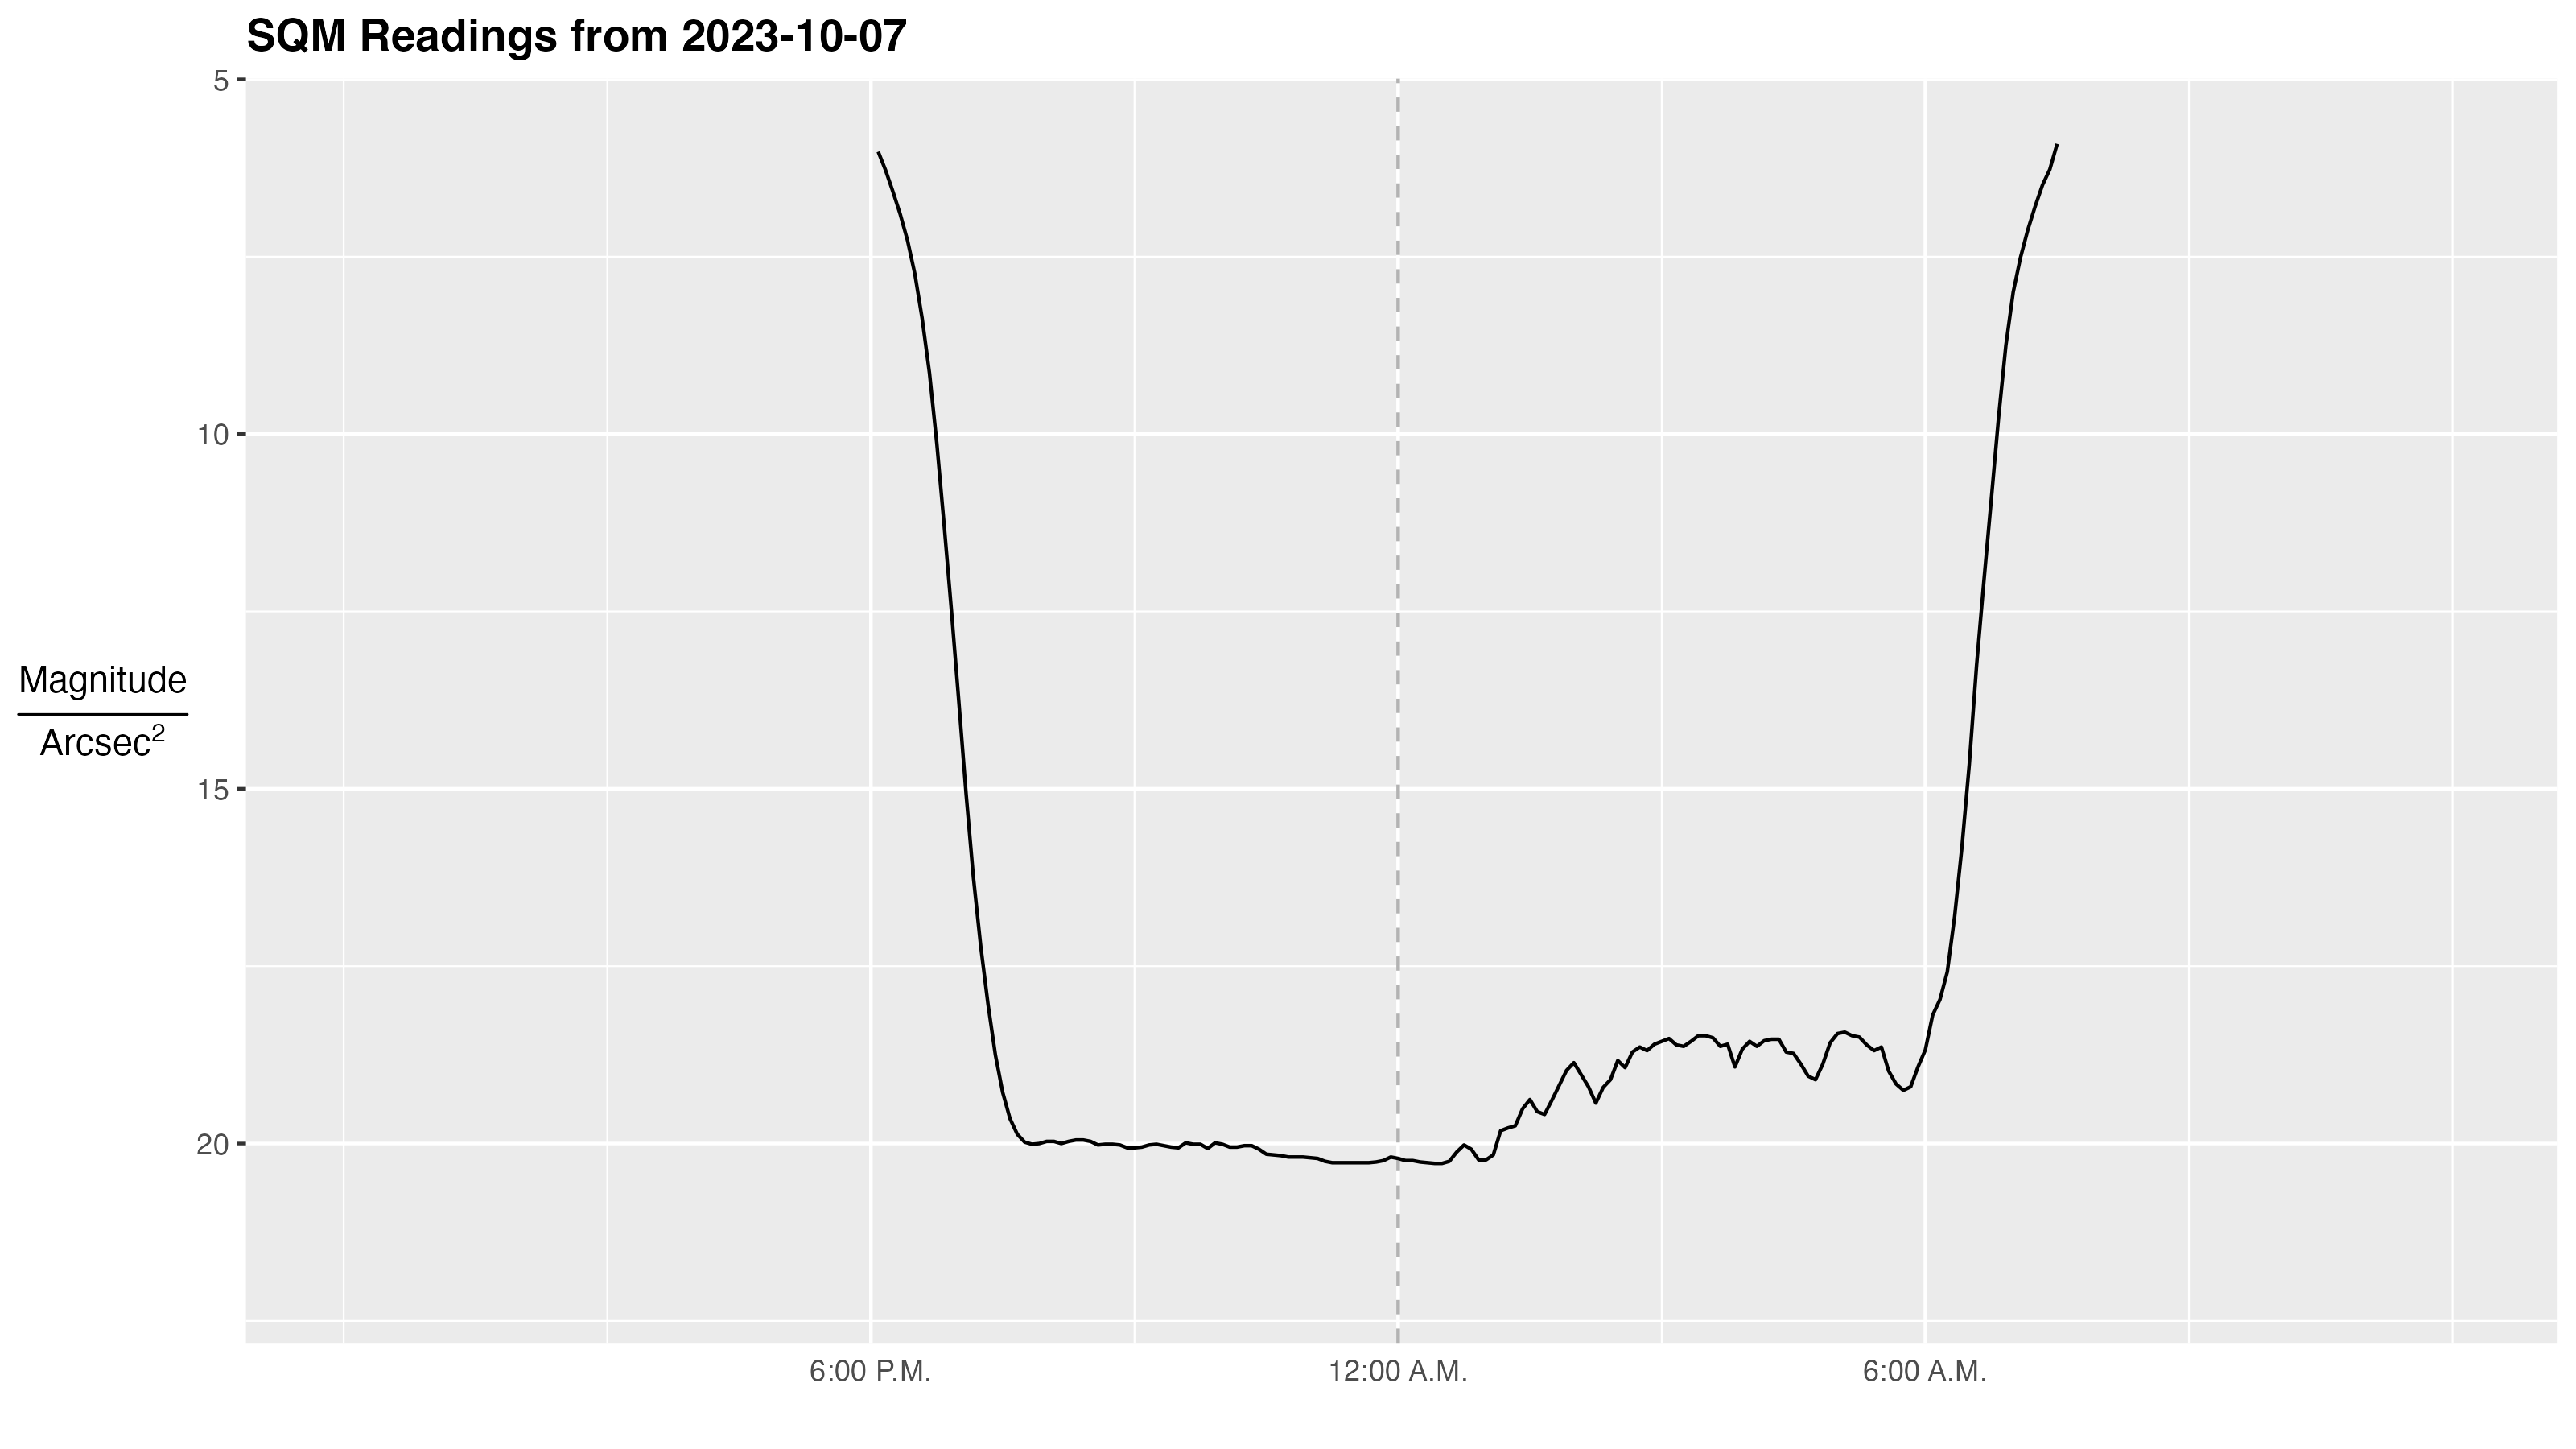 SQM Readings from 2023-10-07
5
10
Magnitude
Arcsec²
15
20
6:00 P.M.
12:00 A.M.
6:00 A.M.